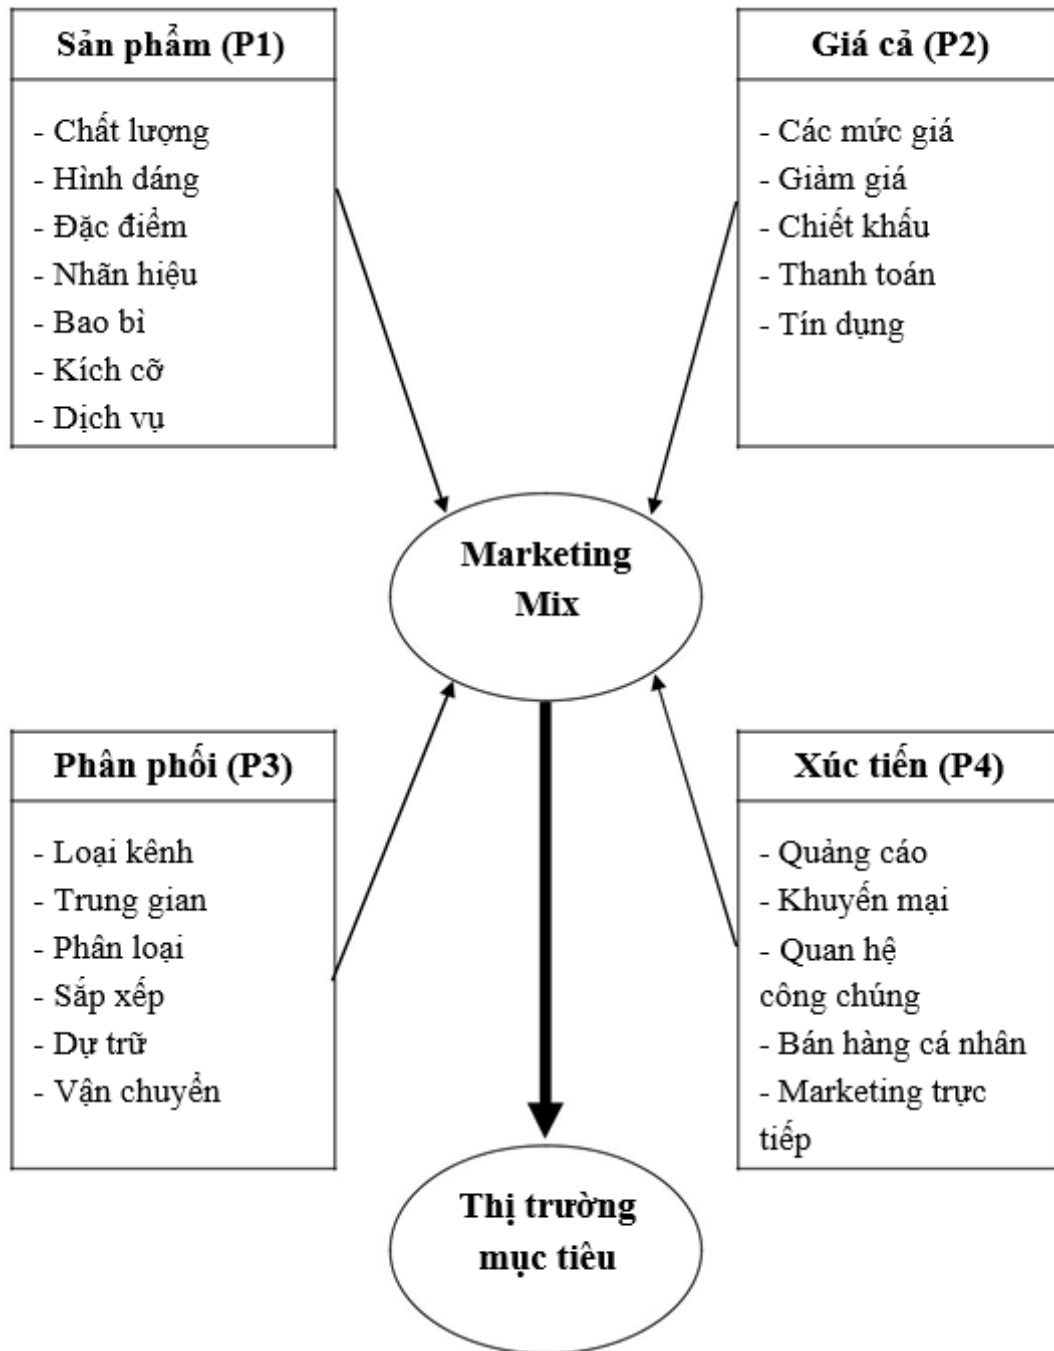 Sản phẩm (P1)
- Chất lượng
- Hình dáng
- Đặc điểm
- Nhãn hiệu
- Bao bì
- Kích cỡ
- Dịch vụ
Giá cả (P2)
- Các mức giá
- Giảm giá
- Chiết khấu
- Thanh toán
- Tín dụng
Marketing
Mix
Phân phối (P3)
- Loại kênh
- Trung gian
- Phân loại
- Sắp xếp
- Dự trữ
- Vận chuyển
Xúc tiến (P4)
- Quảng cáo
- Khuyến mại
- Quan hệ
công chúng
- Bán hàng cá nhân
- Marketing trực
tiếp
Thị trường
mục tiêu